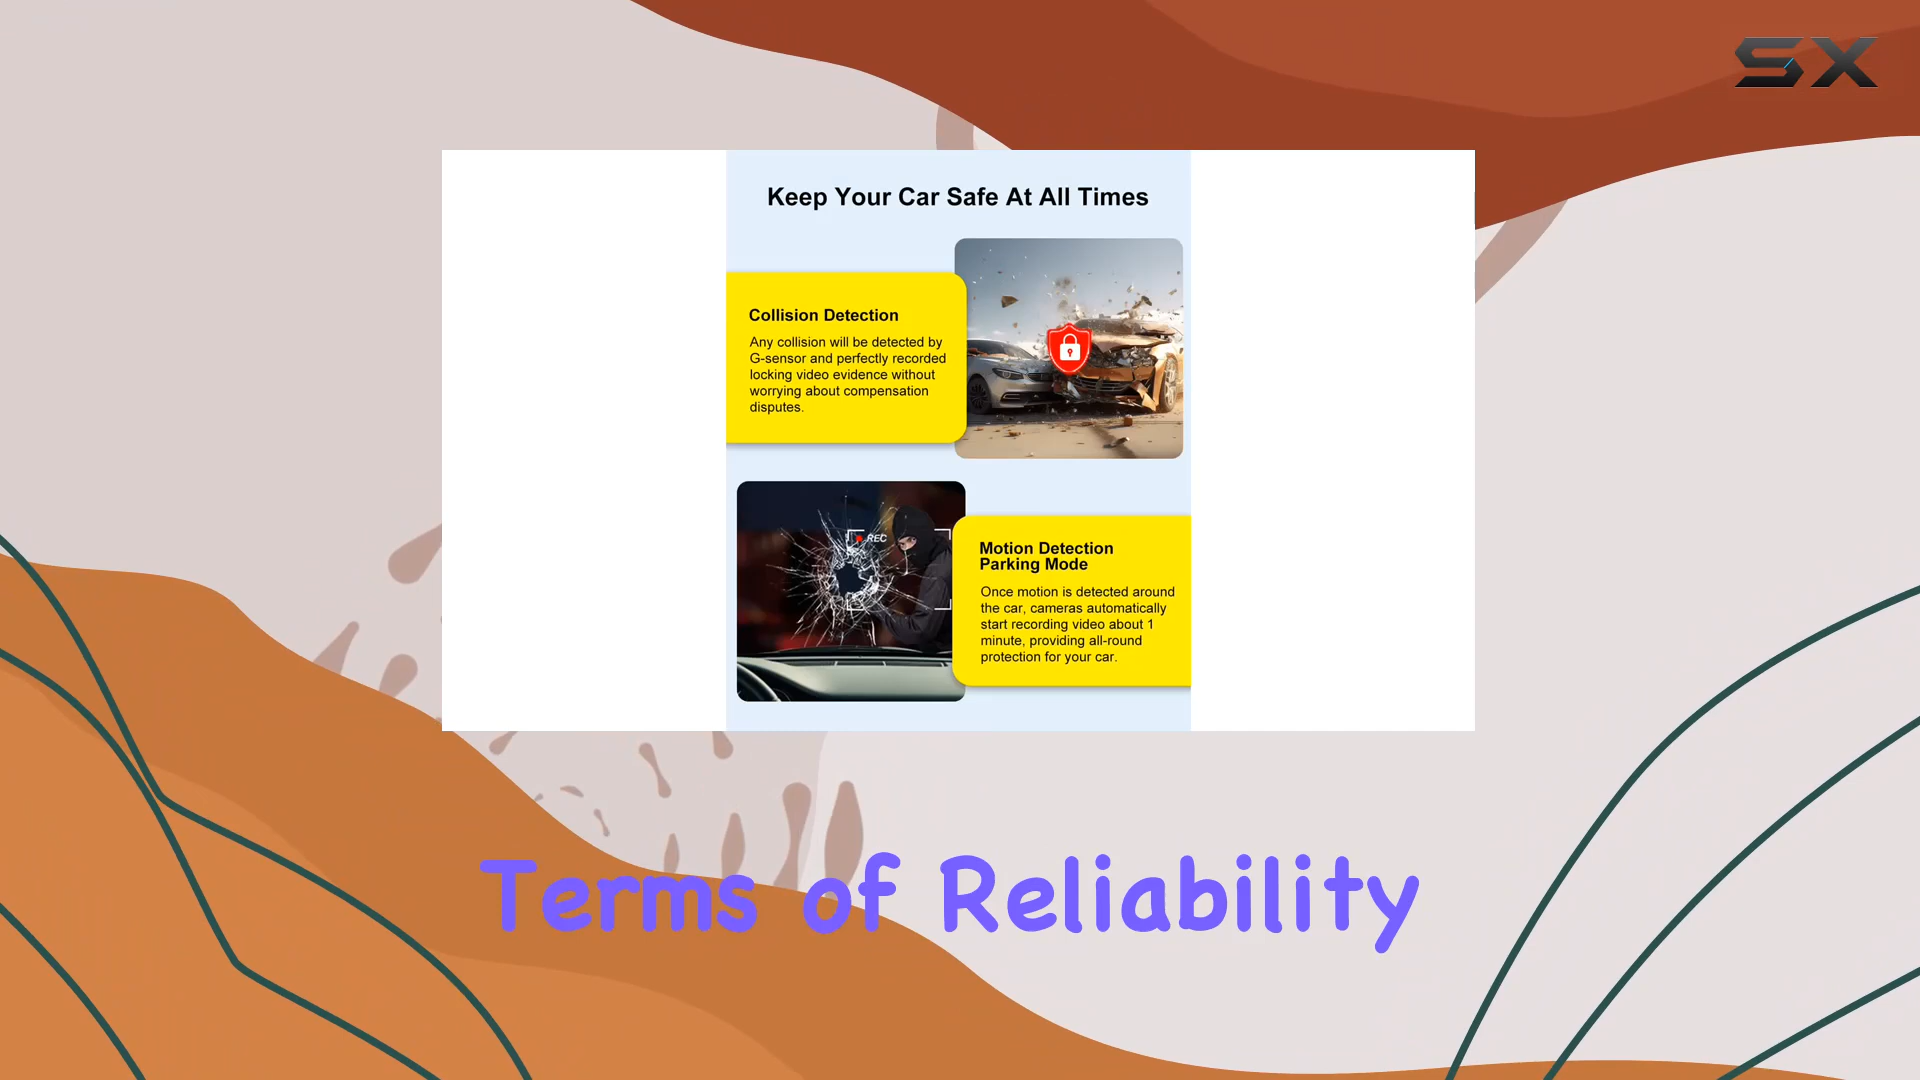 SX
Keep Your Car Safe At All Times
Collision Detection
Any collision will be detected by
G-sensor and perfectly recorded
locking video evidence without
worrying about compensation
disputes.
REC
Motion Detection
Parking Mode
Once motion is detected around
the car, cameras automatically
start recording video about 1
minute, providing all-round
protection for your car.
Terms of Reliability